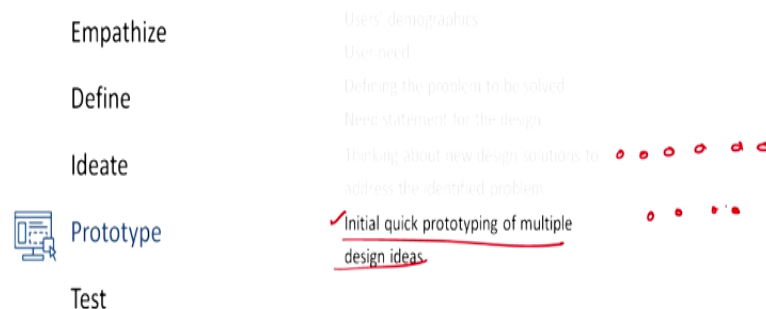 Empathize
Users' demographics
User need
Define
Defining the problem to be solved
Need statement for the design
Ideate
Thinking about new design solutions to
address the identified problem
Prototype
Initial quick prototyping of multiple
design ideas
Test